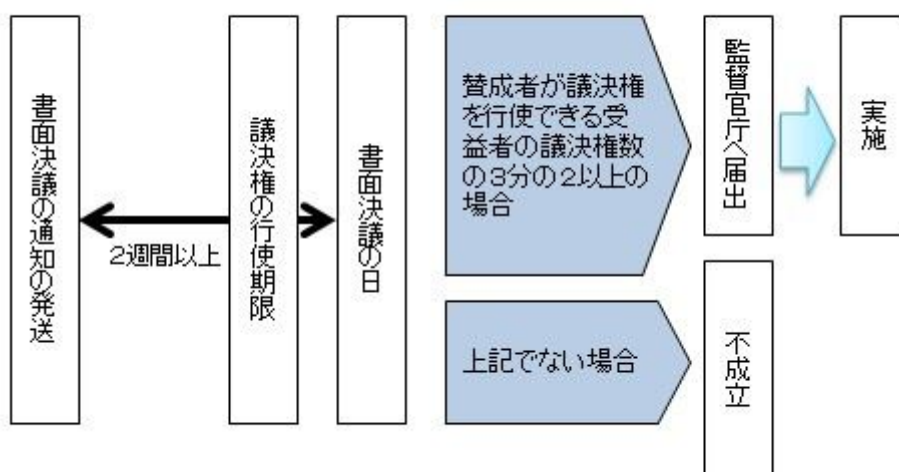 書面決議の通知の発送
2週間以上
議決権の行使期限
書面決議の日
賛成者が議決権
を行使できる受
益者の議決権数
の3分の2以上の
場合
監督官庁へ届出
実施
上記でない場合
不成立